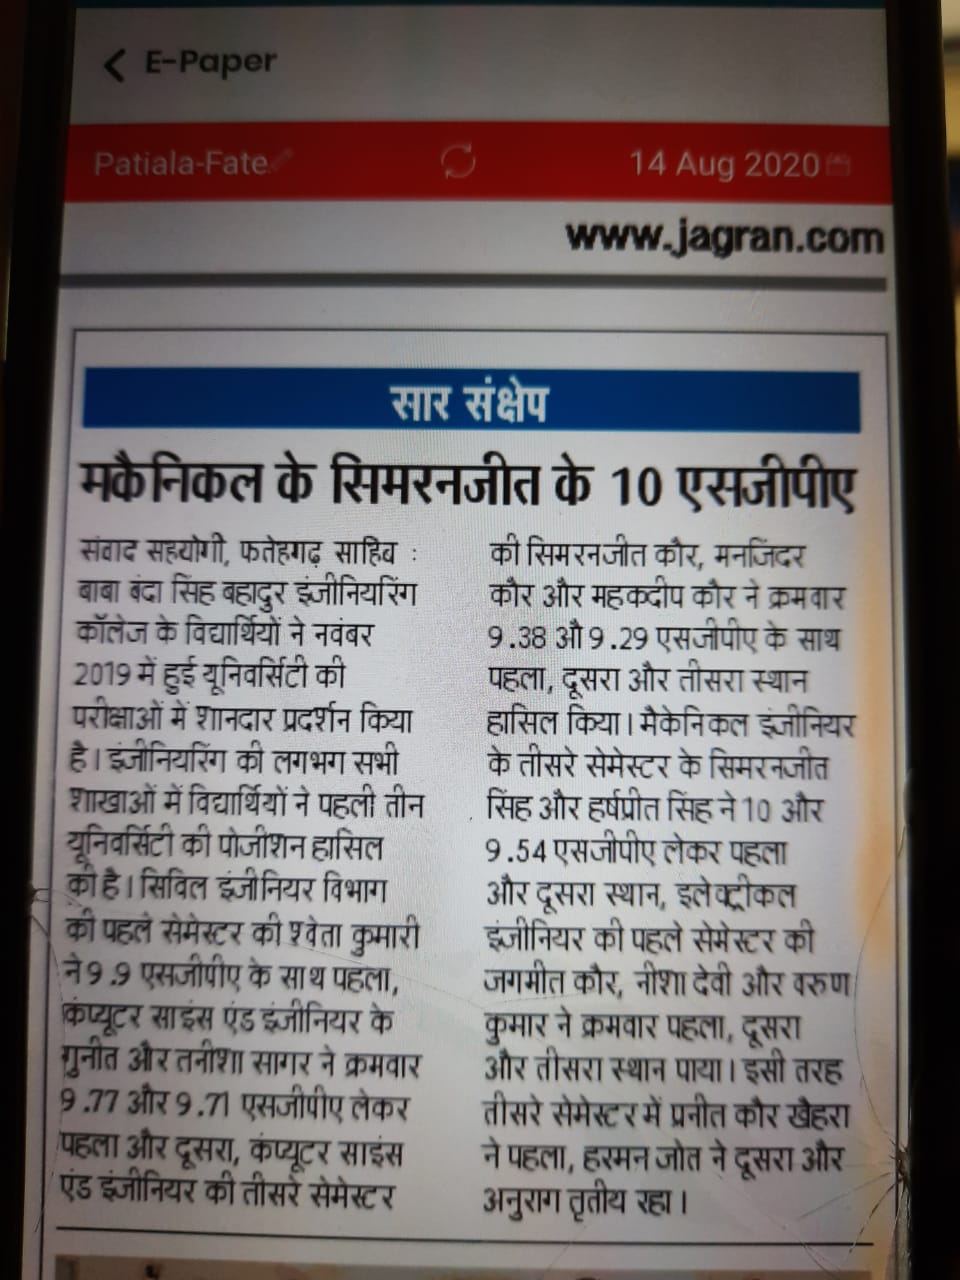 E-Paper
Patiala-Fate
14 Aug 2020
www.jagran.com
सार संक्षेप
मकैनिकल के सिमरनजीत के 10 एसजीपीए
संवाद सहयोगी, फतेहगढ़ साहिब :
बाबा बंदा सिंह बहादुर इंजीनियरिंग
कॉलेज के विद्यार्थियों ने नवंबर
2019 में हुई यूनिवर्सिटी की
परीक्षाओं में शानदार प्रदर्शन किया
है। इंजीनियरिंग की लगभग सभी
शाखाओं में विद्यार्थियों ने पहली तीन
यूनिवर्सिटी की पोजीशन हासिल
की है। सिविल इंजीनियर विभाग
की पहले सेमेस्टर की श्वेता कुमारी
ने 9.9 एसजीपीए के साथ पहला,
कंप्यूटर साइंस एंड इंजीनियर के
गुनीत और तनीशा सागर ने क्रमवार
9.77 और 9.71 एसजीपीए लेकर
पहला और दूसरा, कंप्यूटर साइंस
एंड इंजीनियर की तीसरे सेमेस्टर
की सिमरनजीत कौर, मनजिंदर
कौर और महकदीप कौर ने क्रमवार
9.38 औ 9.29 एसजीपीए के साथ
पहला, दूसरा और तीसरा स्थान
हासिल किया। मैकेनिकल इंजीनियर
के तीसरे सेमेस्टर के सिमरनजीत
सिंह और हर्षप्रीत सिंह ने 10 और
9.54 एसजीपीए लेकर पहला
और दूसरा स्थान, इलेक्ट्रीकल
इंजीनियर की पहले सेमेस्टर की
जगमीत कौर, नीशा देवी और वरुण
कुमार ने क्रमवार पहला, दूसरा
और तीसरा स्थान पाया। इसी तरह
तीसरे सेमेस्टर में प्रनीत कौर खैहरा
ने पहला, हरमन जोत ने दूसरा और
अनुराग तृतीय रहा।